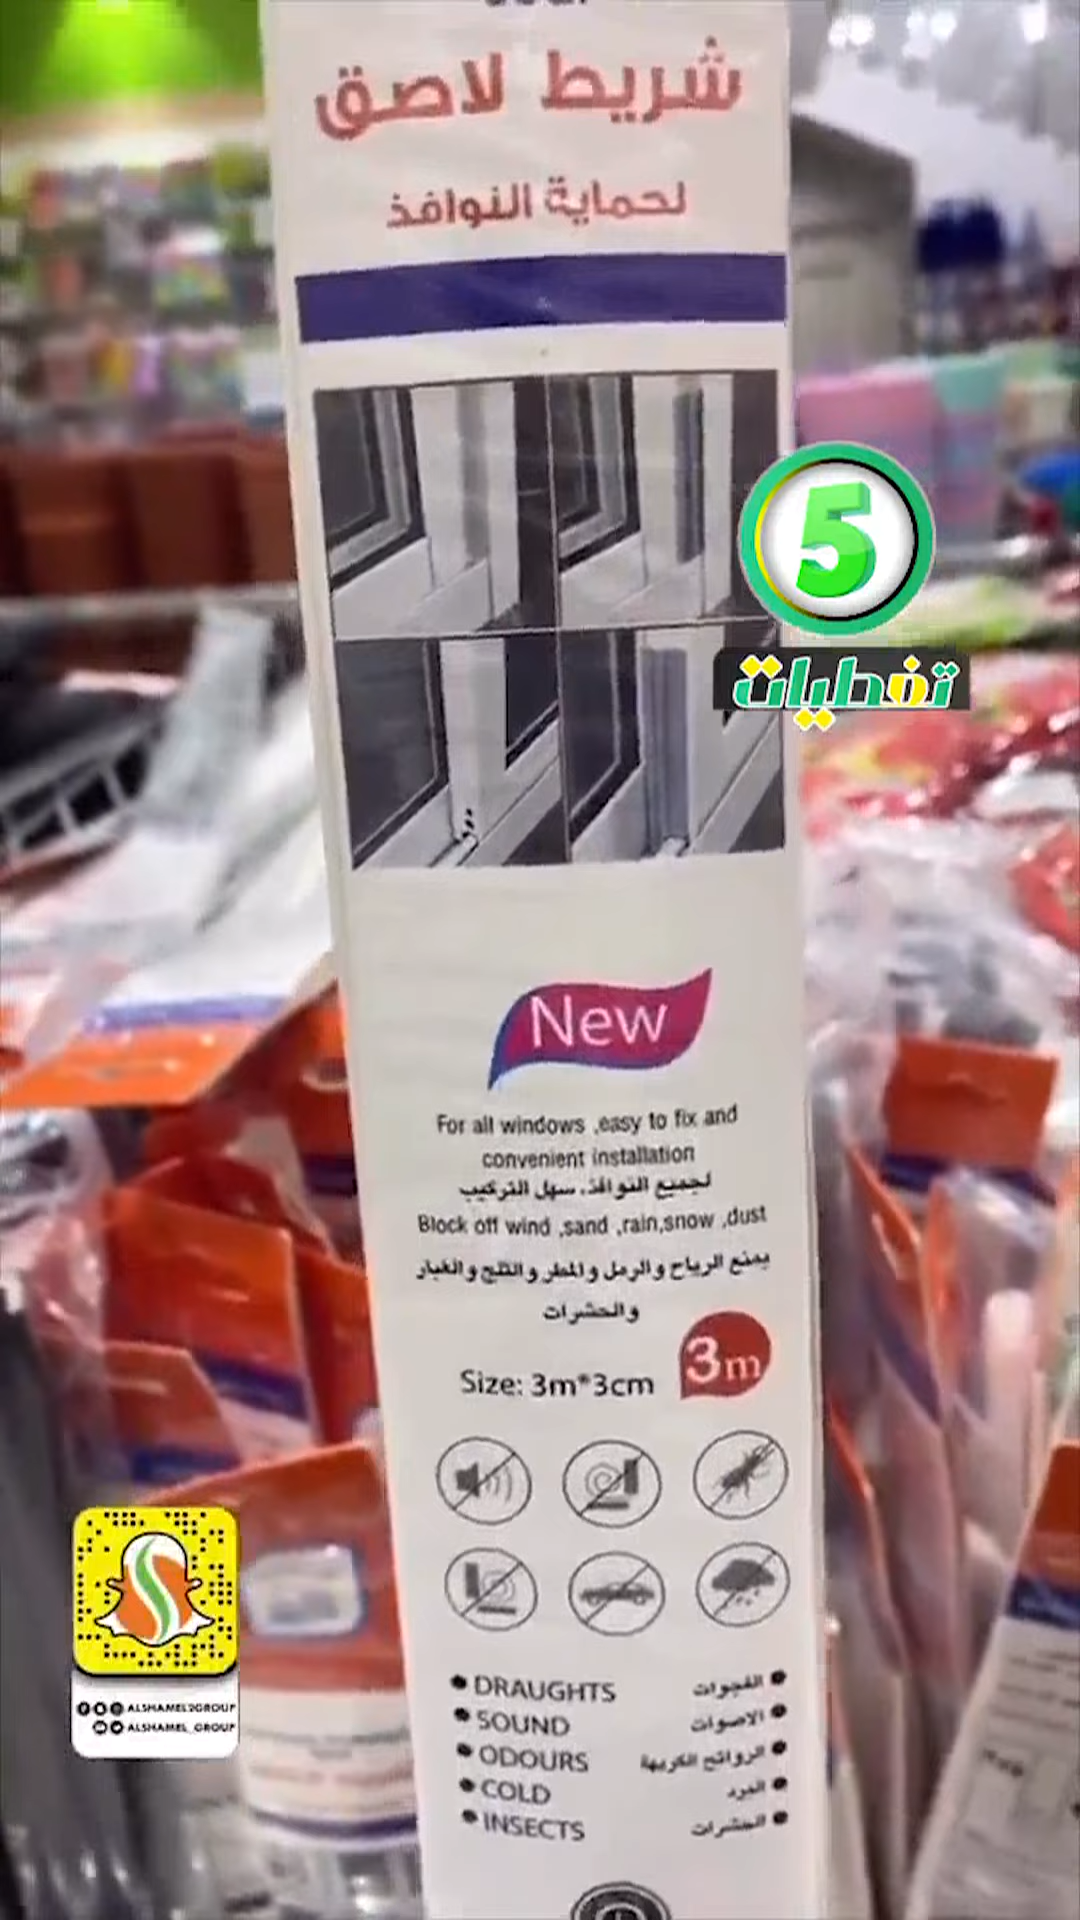 شريط لاصق
لحماية النوافذ
5
تغطيات
New
For all windows ,easy to fix and
convenient installation
لجميع النوافذ. سهل التركيب
Block off wind ,sand ,rain,snow ,dust
يمنع الرياح والرمل والمطر والثلج والغبار
والحشرات
Size: 3m*3cm
3m
DRAUGHTS الفجوات
SOUND الاصوات
ODOURS الروائح الكريهة
COLD البرد
INSECTS الحشرات
ALSHAMEL2GROUP
ALSHAMEL_GROUP